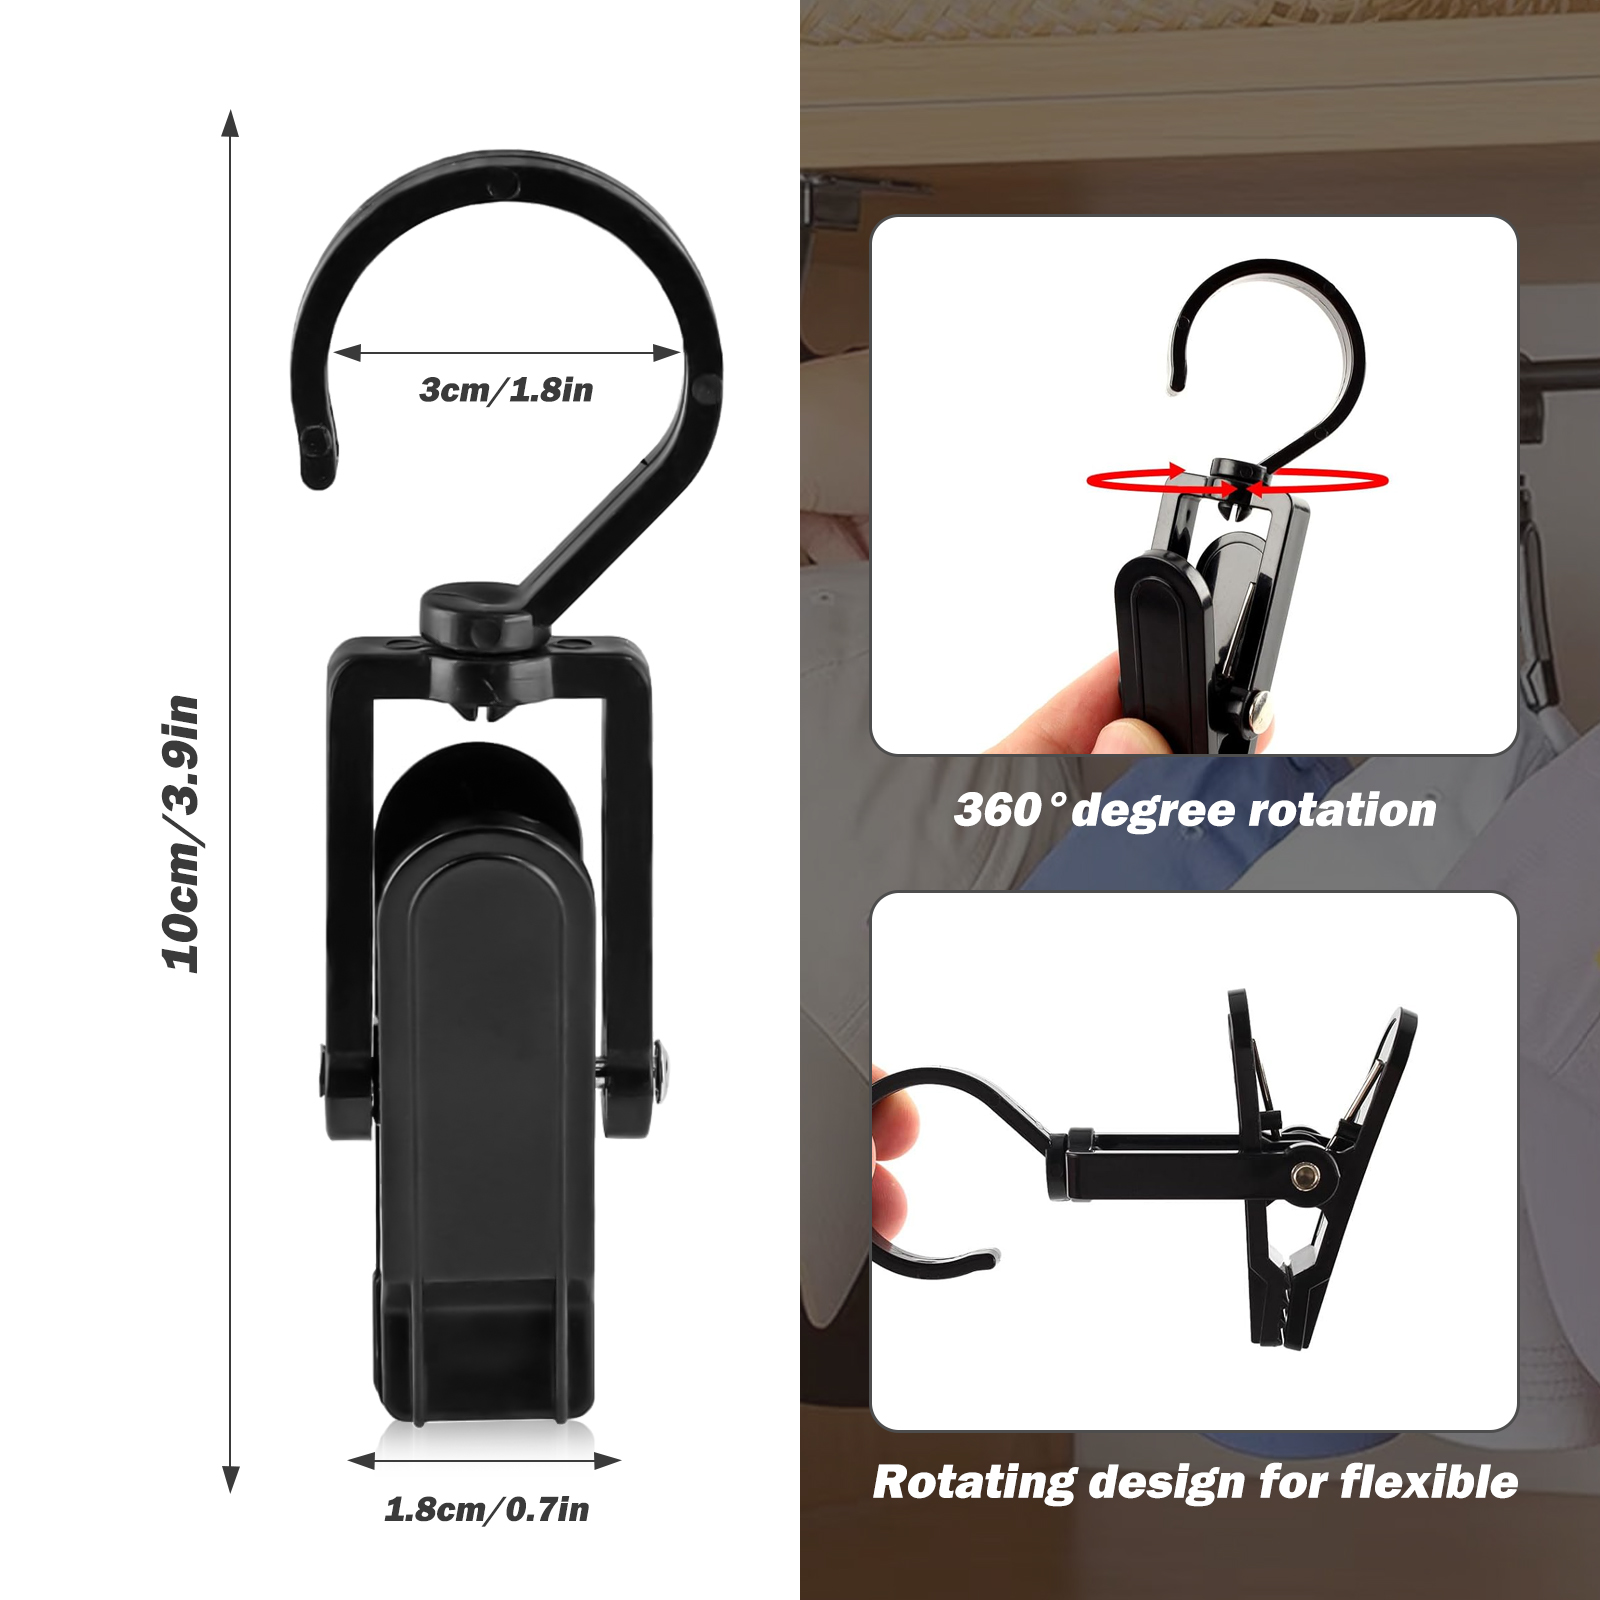 3cm/1.8in
10cm/3.9in
1.8cm/0.7in
360° degree rotation
Rotating design for flexible